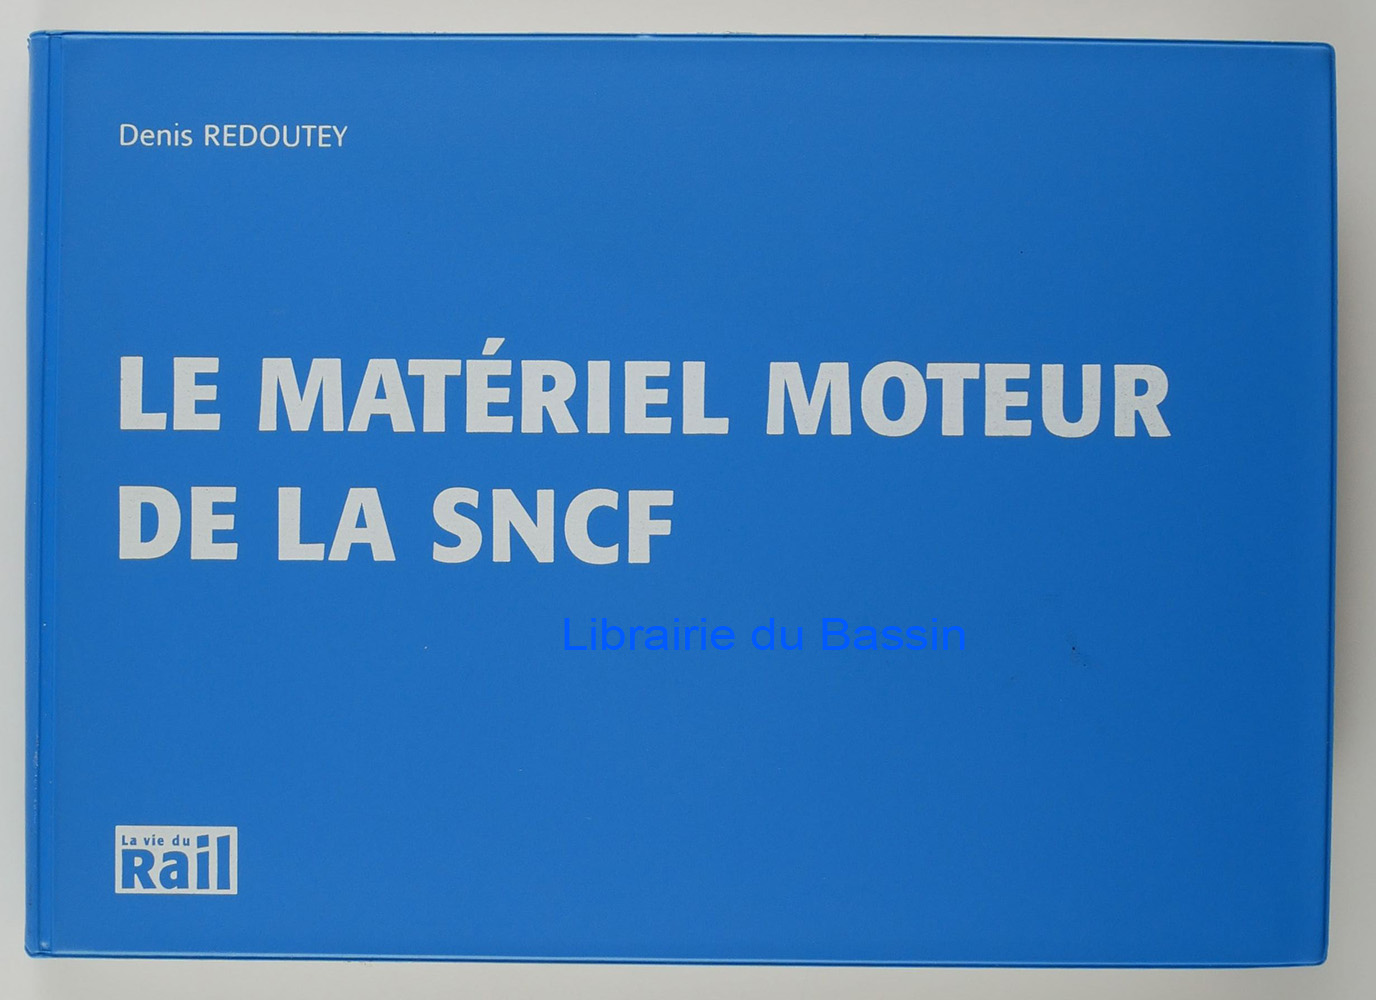 Denis REDOUTEY
LE MATÉRIEL MOTEUR
DE LA SNCF
Librairie du Bassin
La vie du
Rail